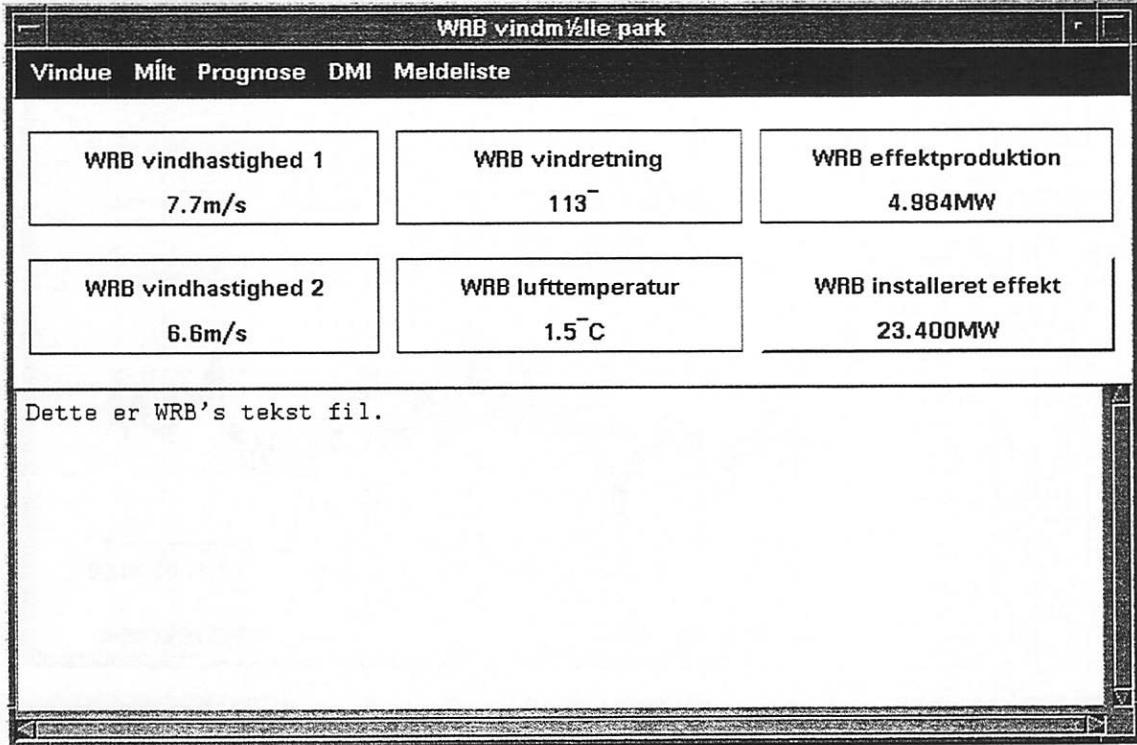 WRB vindm½lle park
Vindue MÍlt Prognose DMI Meldeliste
WRB vindhastighed 1
7.7m/s
WRB vindretning
113¯
WRB effektproduktion
4.984MW
WRB vindhastighed 2
6.6m/s
WRB lufttemperatur
1.5¯C
WRB installeret effekt
23.400MW
Dette er WRB's tekst fil.